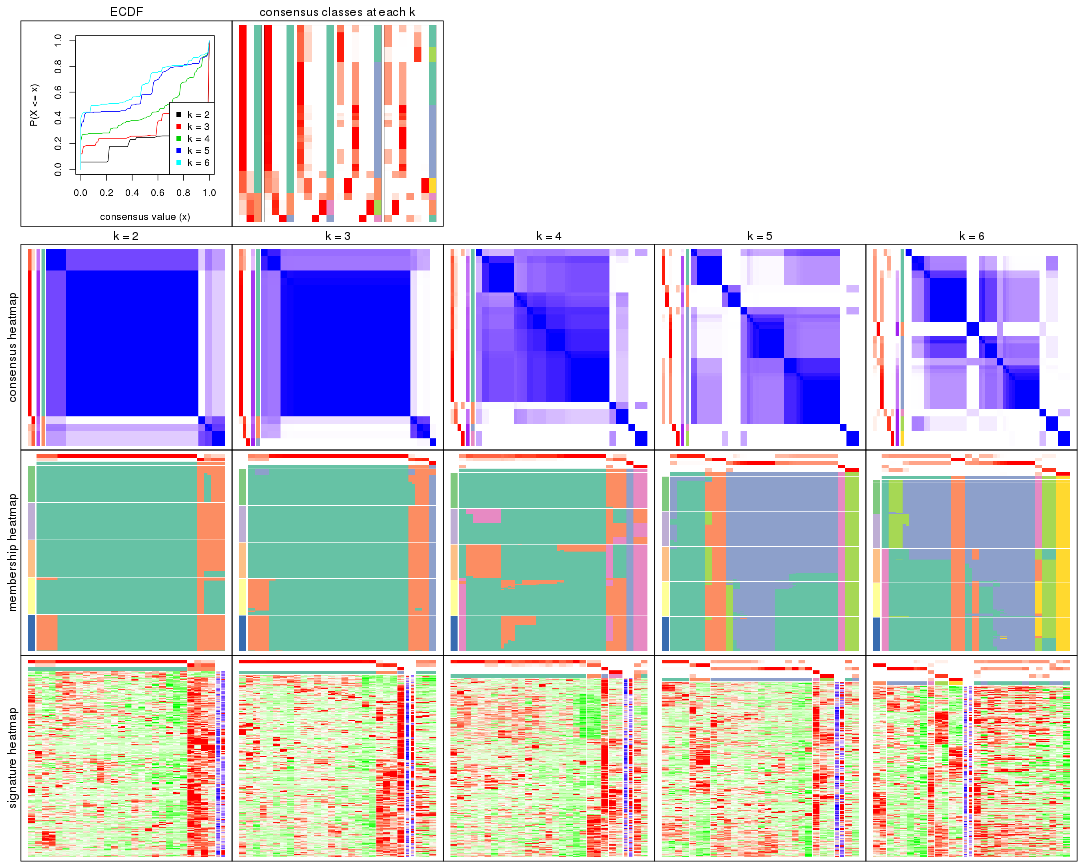 ECDF
consensus classes at each k
P(X <= x)
0.0 0.2 0.4 0.6 0.8 1.0
k = 2
k = 3
k = 4
k = 5
k = 6
0.0 0.2 0.4 0.6 0.8 1.0
consensus value (x)
k = 2
k = 3
k = 4
k = 5
k = 6
consensus heatmap
membership heatmap
signature heatmap